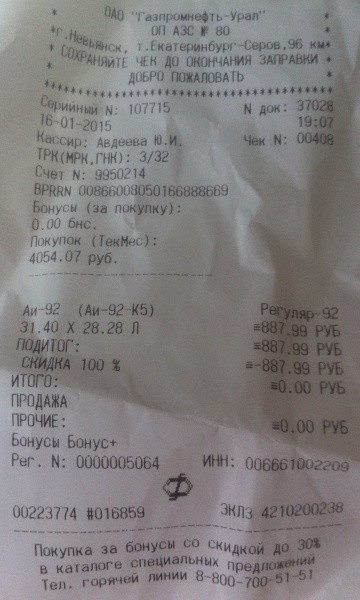 * ОАО "Газпромнефть-Урал" *
* ОП АЗС № 80 *
*г.Невьянск, т.Екатеринбург-Серов,96 км*
* СОХРАНЯЙТЕ ЧЕК ДО ОКОНЧАНИЯ ЗАПРАВКИ *
* ДОБРО ПОЖАЛОВАТЬ *
****************************************
Серийный N: 107715 N док: 37028
16-01-2015 19:07
Кассир: Авдеева Ю.И. Чек N: 00408
ТРК(МРК,ГНК): 3/32
Счет N: 9950214
BPRRN 00866008050166888669
Бонусы (за покупку):
0.00 бнс.
Покупок (ТекМес):
4054.07 руб.
----------------------------------------
Аи-92 (Аи-92-К5) Регуляр-92
31.40 X 28.28 Л ≡887.99 РУБ
ПОДИТОГ: ≡887.99 РУБ
СКИДКА 100 % ≡-887.99 РУБ
ИТОГО: ≡0.00 РУБ
ПРОДАЖА
ПРОЧИЕ: ≡0.00 РУБ
Бонусы Бонус+
Рег. N: 0000005064 ИНН: 006661002209
00223774 #016859 ЭКЛЗ 4210200238
----------------------------------------
Покупка за бонусы со скидкой до 30%
в каталоге специальных предложений
Тел. горячей линии 8-800-700-51-51